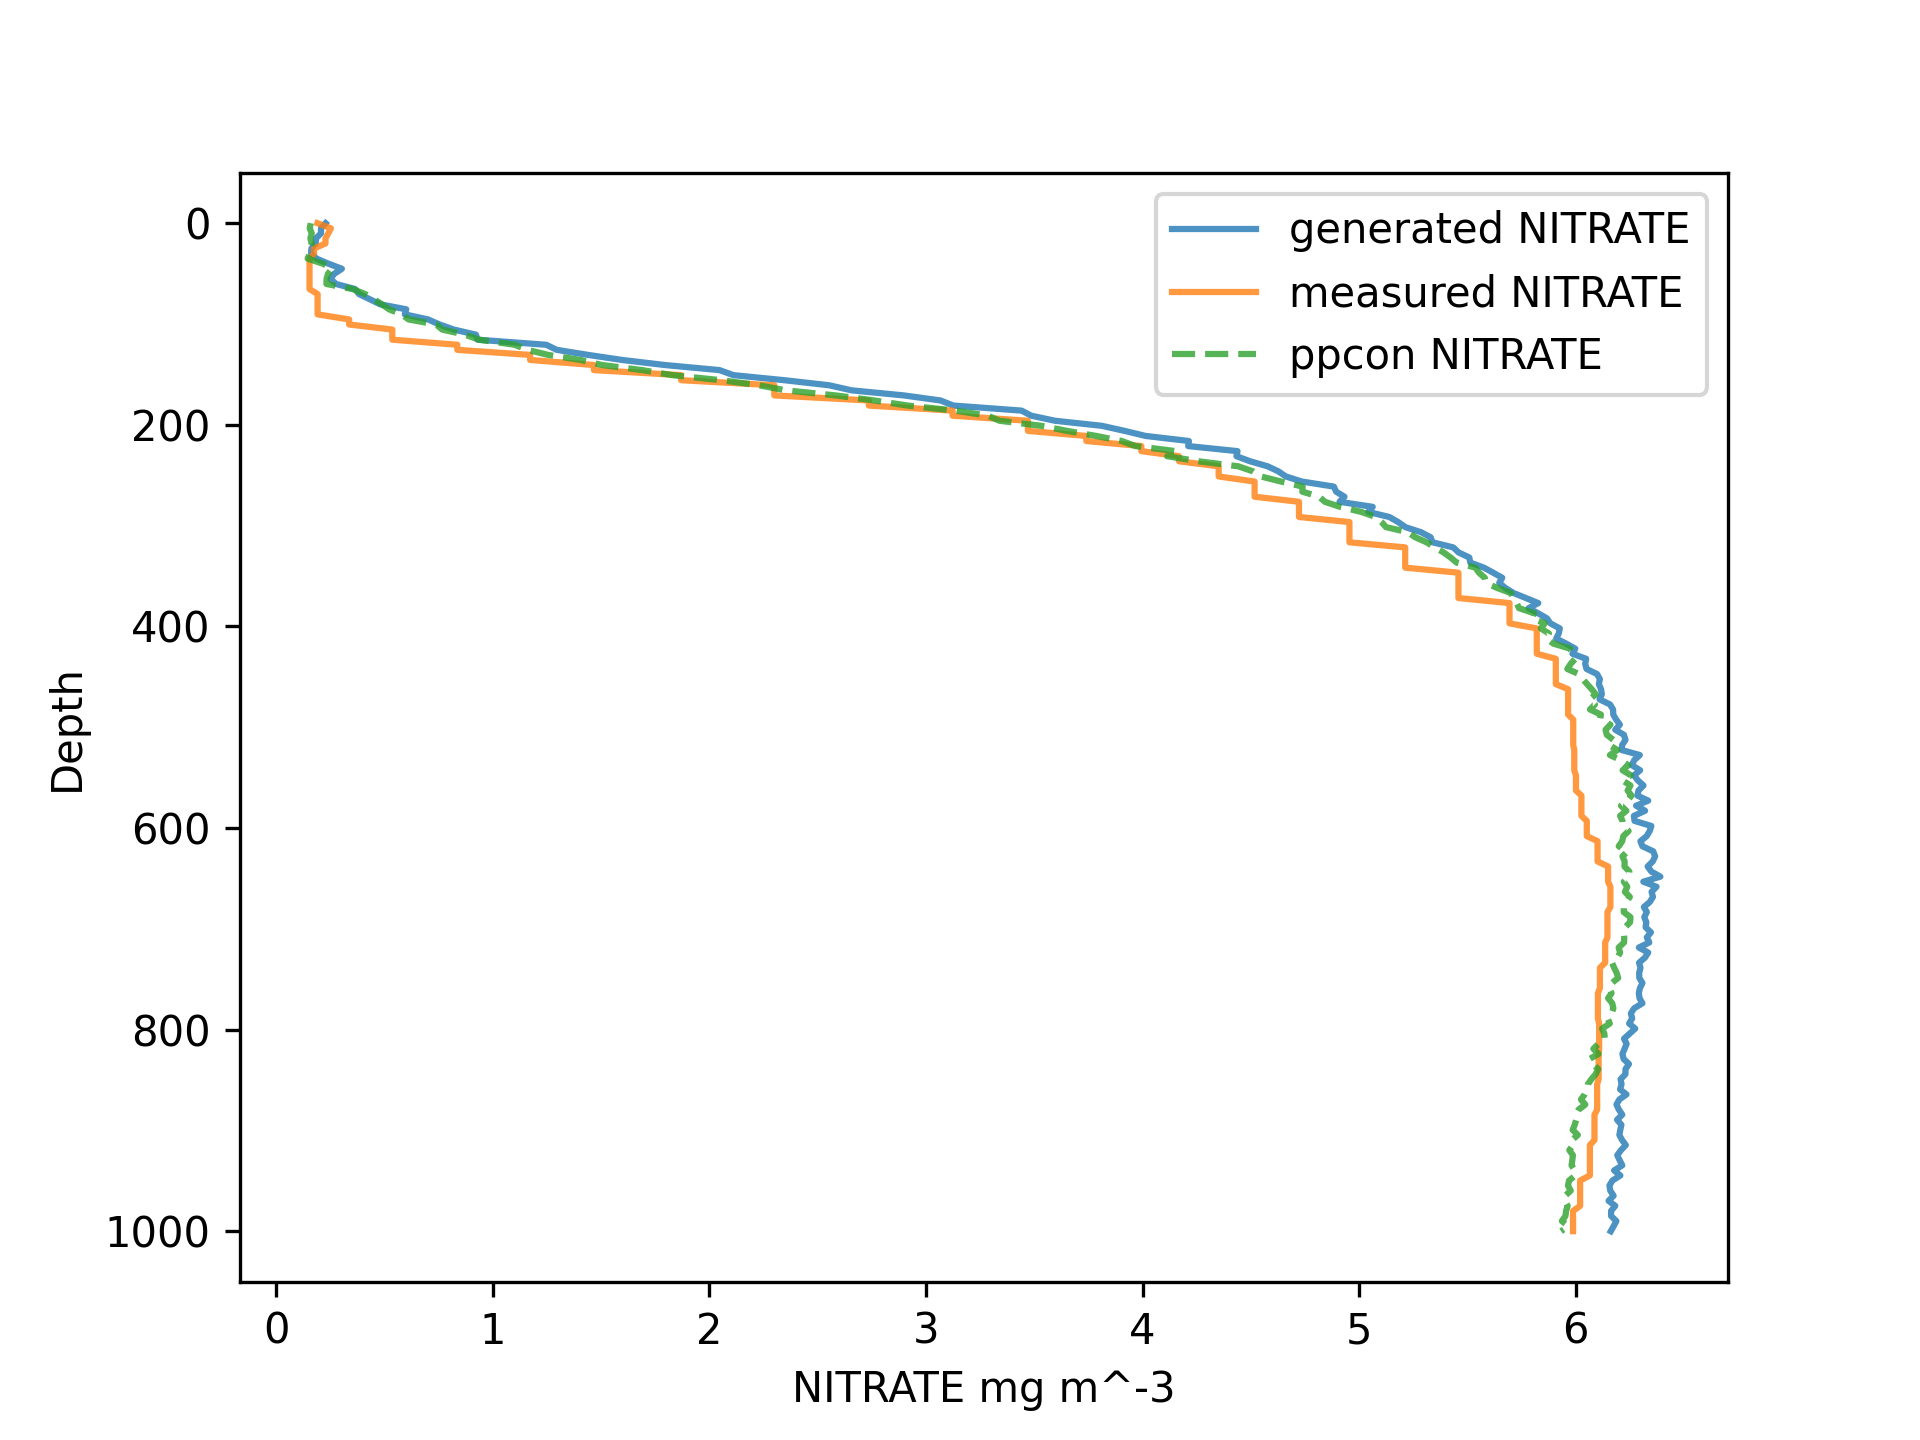 generated NITRATE
measured NITRATE
ppcon NITRATE
0
200
400
600
800
1000
Depth
0 1 2 3 4 5 6
NITRATE mg m^-3